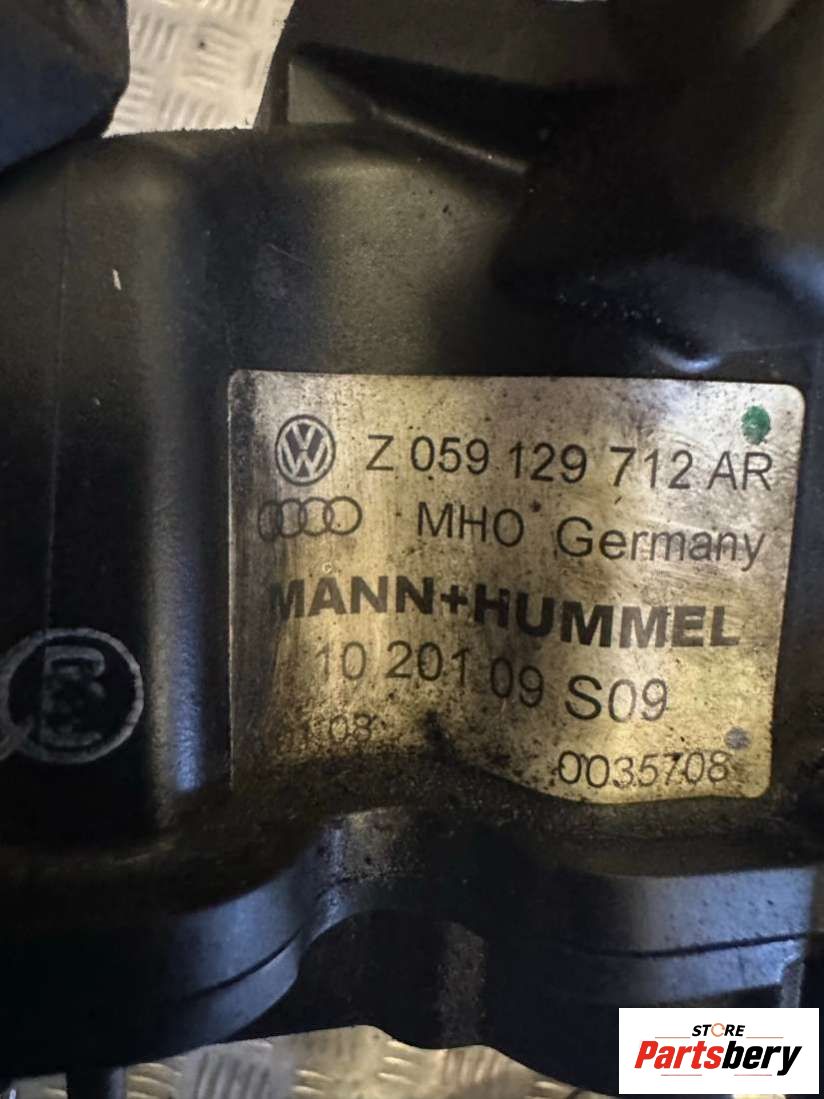 Z 059 129 712 AR
MHO Germany
MANN+HUMMEL
10 201 09 S09
0035708
STORE
Partsbery